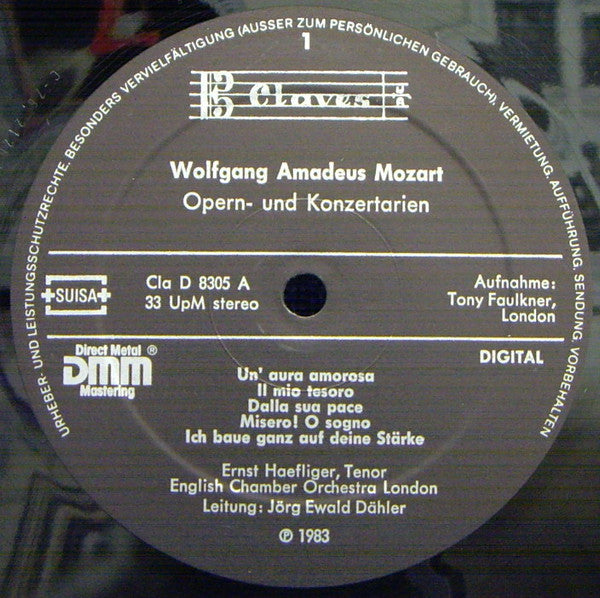 URHEBER- UND LEISTUNGSSCHUTZRECHTE, BESONDERS VERVIELFÄLTIGUNG (AUSSER ZUM PERSÖNLICHEN GEBRAUCH), VERMIETUNG, AUFFÜHRUNG, SENDUNG, VORBEHALTEN
1
Claves
Wolfgang Amadeus Mozart
Opern- und Konzertarien
SUISA
Cla D 8305 A
33 UpM stereo
Aufnahme:
Tony Faulkner,
London
DIGITAL
Direct Metal ®
DMM
Mastering
Un' aura amorosa
Il mio tesoro
Dalla sua pace
Misero! O sogno
Ich baue ganz auf deine Stärke
Ernst Haefliger, Tenor
English Chamber Orchestra London
Leitung: Jörg Ewald Dähler
℗ 1983